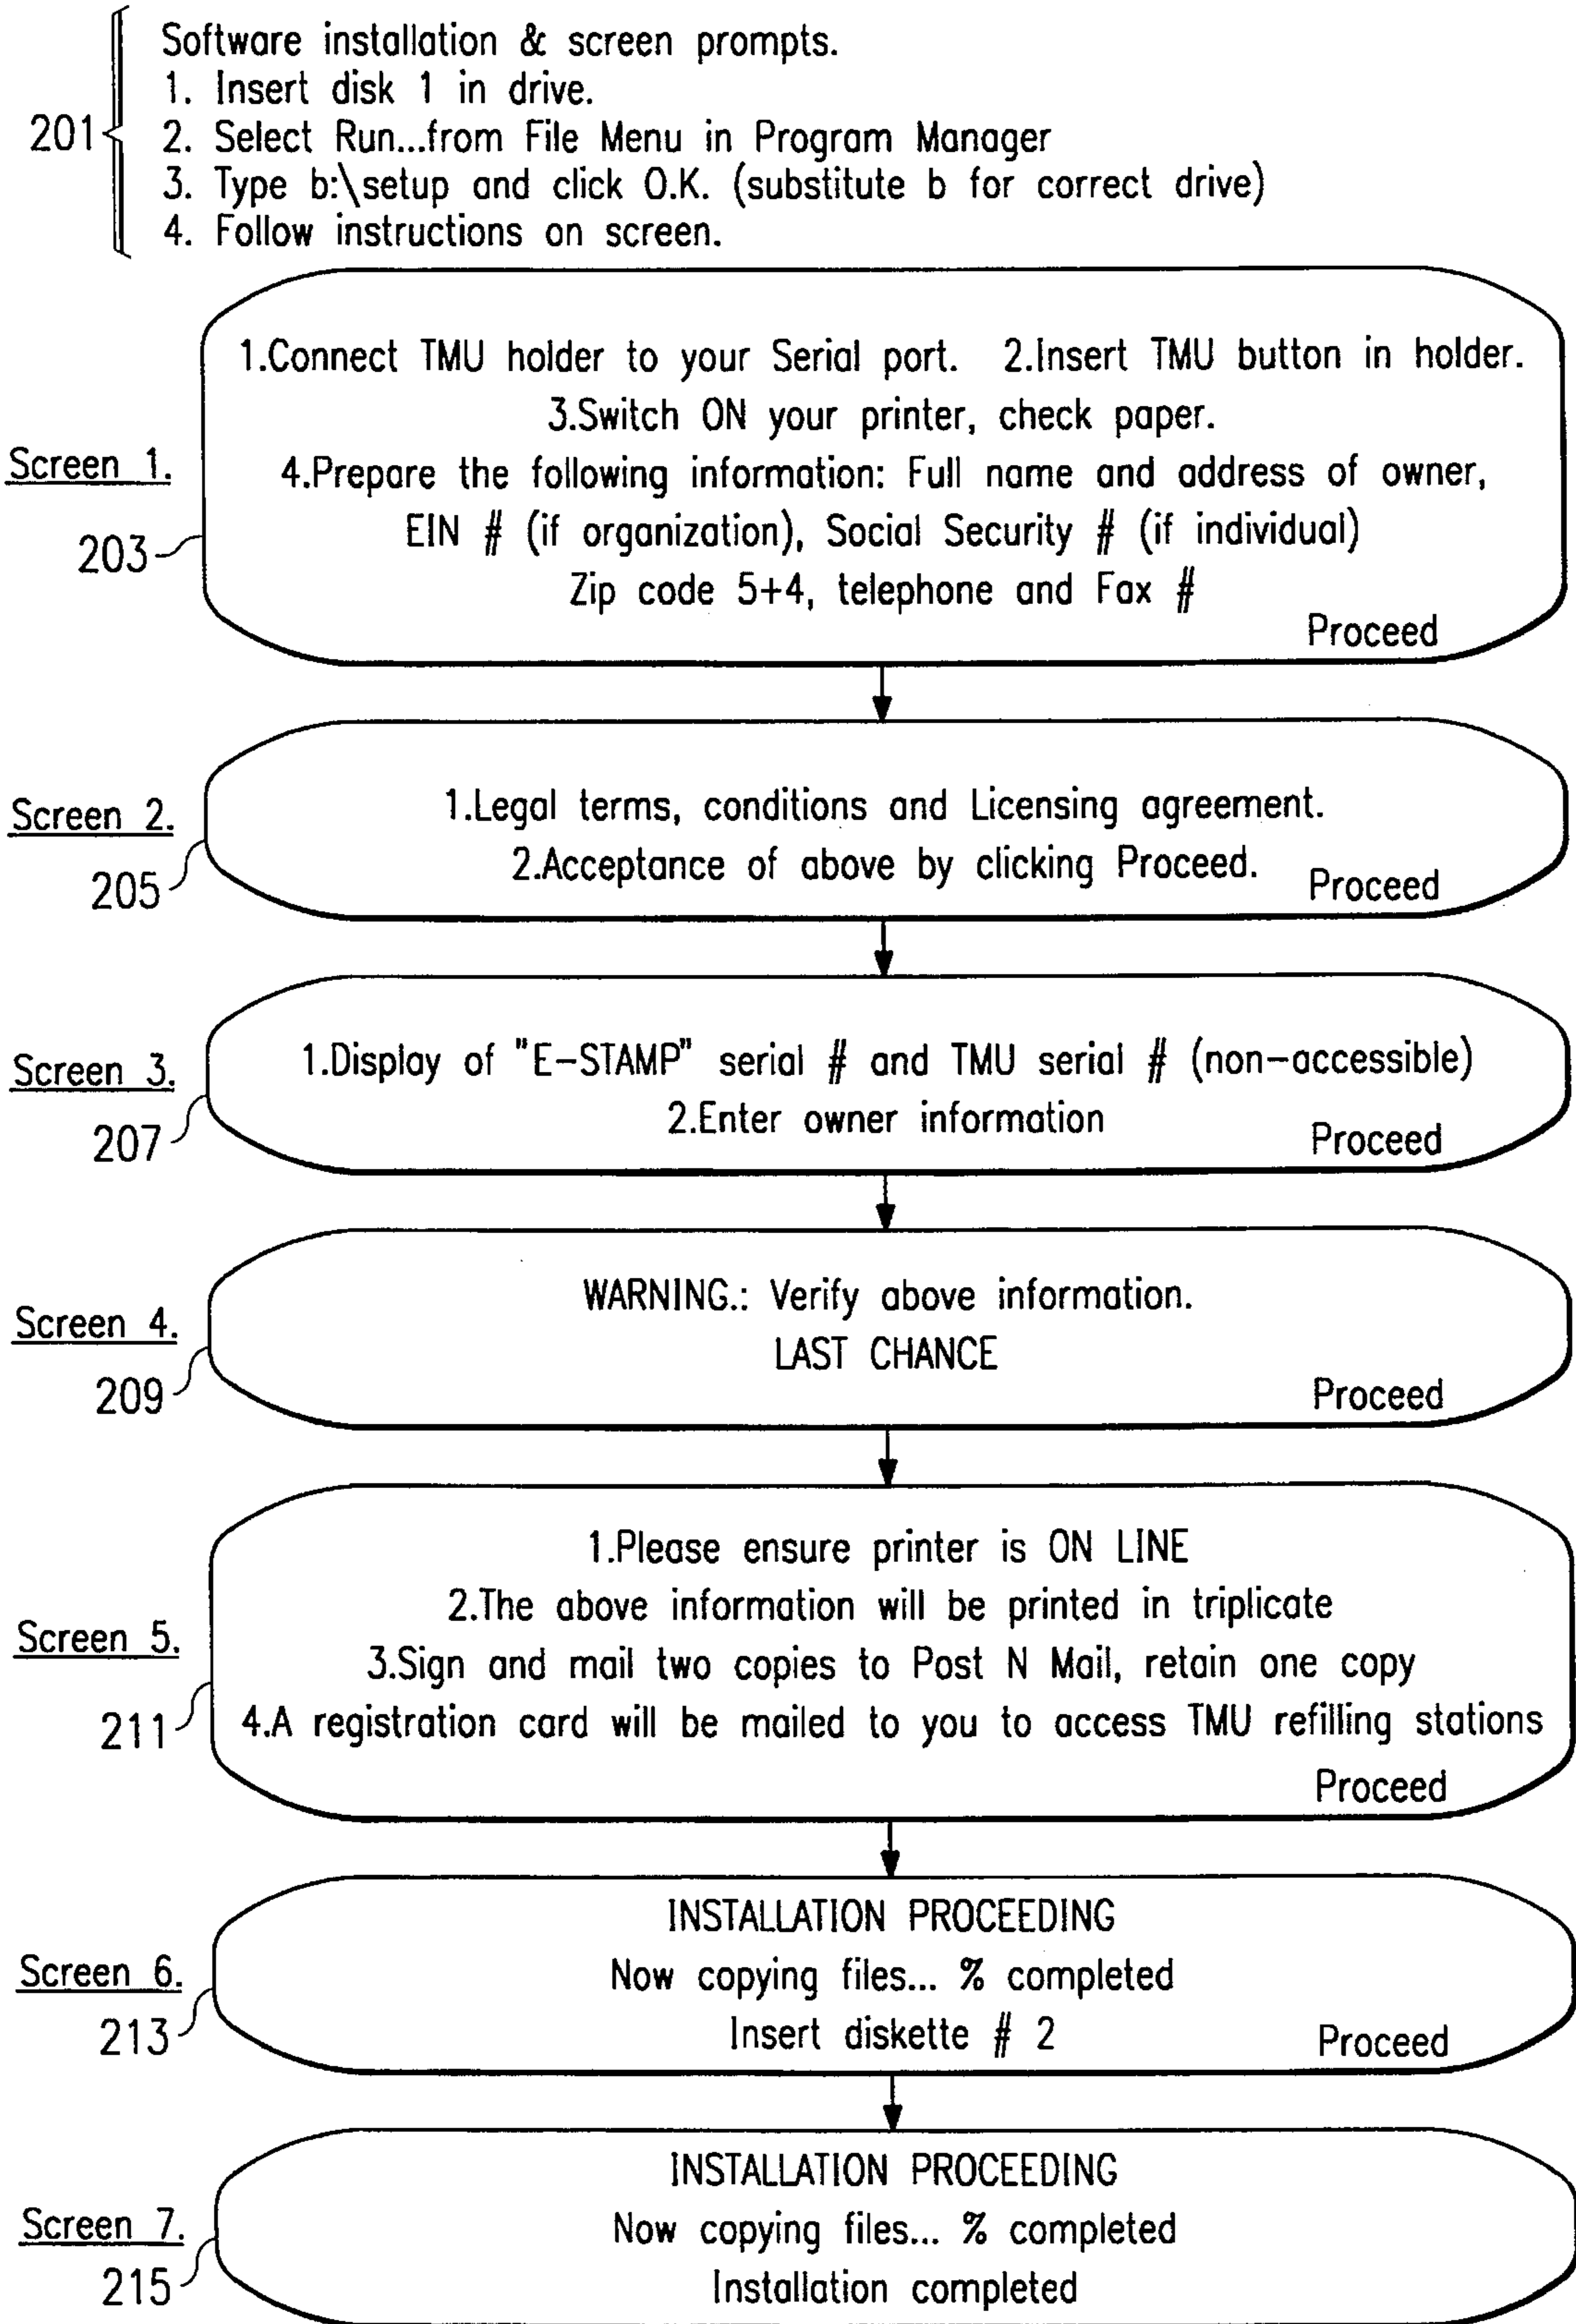 Software installation & screen prompts.
1. Insert disk 1 in drive.
201
2. Select Run...from File Menu in Program Manager
3. Type b:\setup and click O.K. (substitute b for correct drive)
4. Follow instructions on screen.
1.Connect TMU holder to your Serial port. 2.Insert TMU button in holder.
3.Switch ON your printer, check paper.
Screen 1.
4.Prepare the following information: Full name and address of owner,
EIN # (if organization), Social Security # (if individual)
203
Zip code 5+4, telephone and Fax #
Proceed
Screen 2.
1.Legal terms, conditions and Licensing agreement.
2.Acceptance of above by clicking Proceed.
Proceed
205
Screen 3.
1.Display of "E-STAMP" serial # and TMU serial # (non-accessible)
2.Enter owner information
Proceed
207
Screen 4.
WARNING.: Verify above information.
LAST CHANCE
209
Proceed
1.Please ensure printer is ON LINE
2.The above information will be printed in triplicate
Screen 5.
3.Sign and mail two copies to Post N Mail, retain one copy
211
4.A registration card will be mailed to you to access TMU refilling stations
Proceed
INSTALLATION PROCEEDING
Screen 6.
Now copying files... % completed
213
Insert diskette # 2
Proceed
INSTALLATION PROCEEDING
Screen 7.
Now copying files... % completed
215
Installation completed